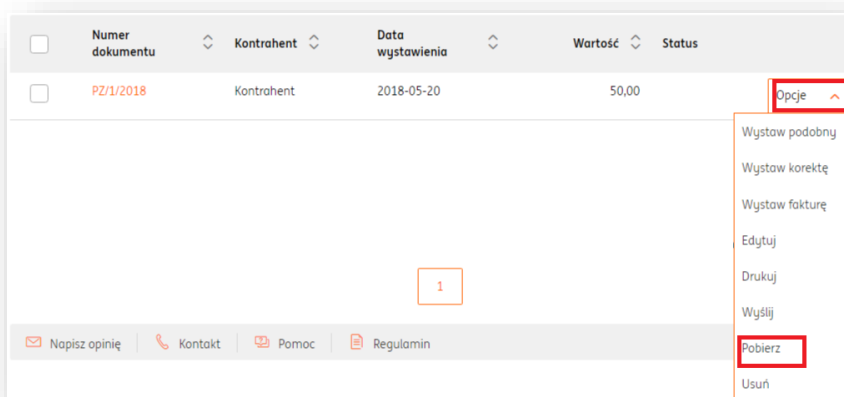 Numer dokumentu Kontrahent Data wystawienia Wartość Status
PZ/1/2018 Kontrahent 2018-05-20 50,00 Opcje
Wystaw podobny
Wystaw korektę
Wystaw fakturę
Edytuj
Drukuj
1
Wyślij
Napisz opinię Kontakt Pomoc Regulamin
Pobierz
Usuń